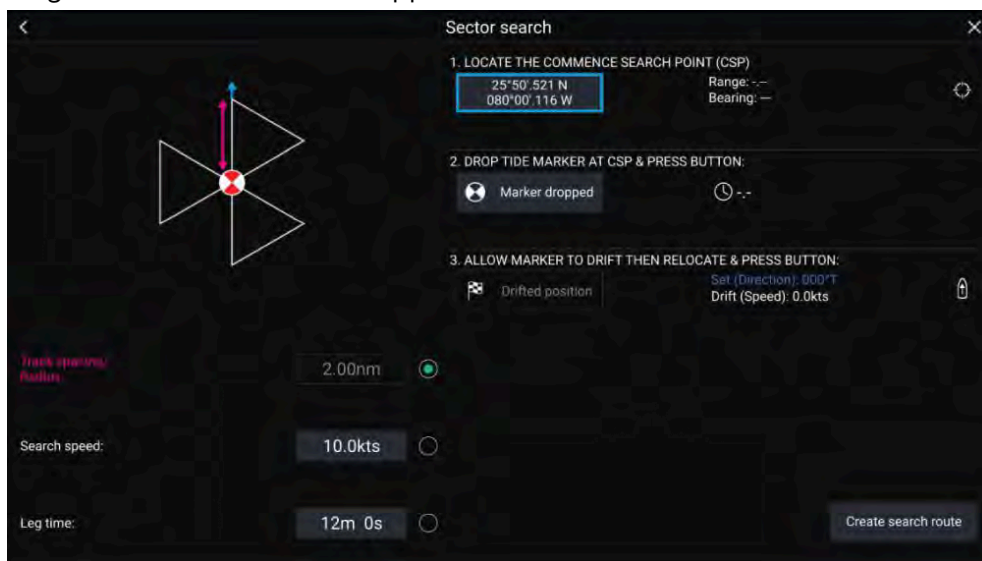 Sector search
1. LOCATE THE COMMENCE SEARCH POINT (CSP)
25°50'.521 N
080°00'.116 W
Range: -.--
Bearing: ---
2. DROP TIDE MARKER AT CSP & PRESS BUTTON:
Marker dropped
-.-
3. ALLOW MARKER TO DRIFT THEN RELOCATE & PRESS BUTTON:
Drifted position
Set (Direction): 000°T
Drift (Speed): 0.0kts
Track spacing/
Radius:
2.00nm
Search speed:
10.0kts
Leg time:
12m 0s
Create search route